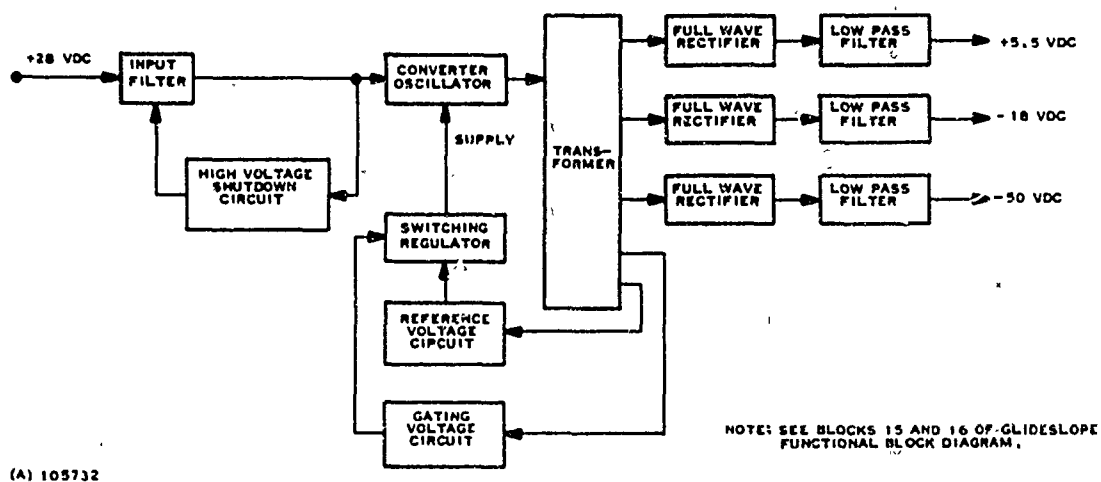 +28 VDC
INPUT
FILTER
HIGH VOLTAGE
SHUTDOWN
CIRCUIT
CONVERTER
OSCILLATOR
SUPPLY
SWITCHING
REGULATOR
REFERENCE
VOLTAGE
CIRCUIT
GATING
VOLTAGE
CIRCUIT
TRANS-
FORMER
FULL WAVE
RECTIFIER
LOW PASS
FILTER
+5.5 VDC
FULL WAVE
RECTIFIER
LOW PASS
FILTER
-18 VDC
FULL WAVE
RECTIFIER
LOW PASS
FILTER
-50 VDC
NOTE: SEE BLOCKS 15 AND 16 OF GLIDESLOPE
FUNCTIONAL BLOCK DIAGRAM.
(A) 105732